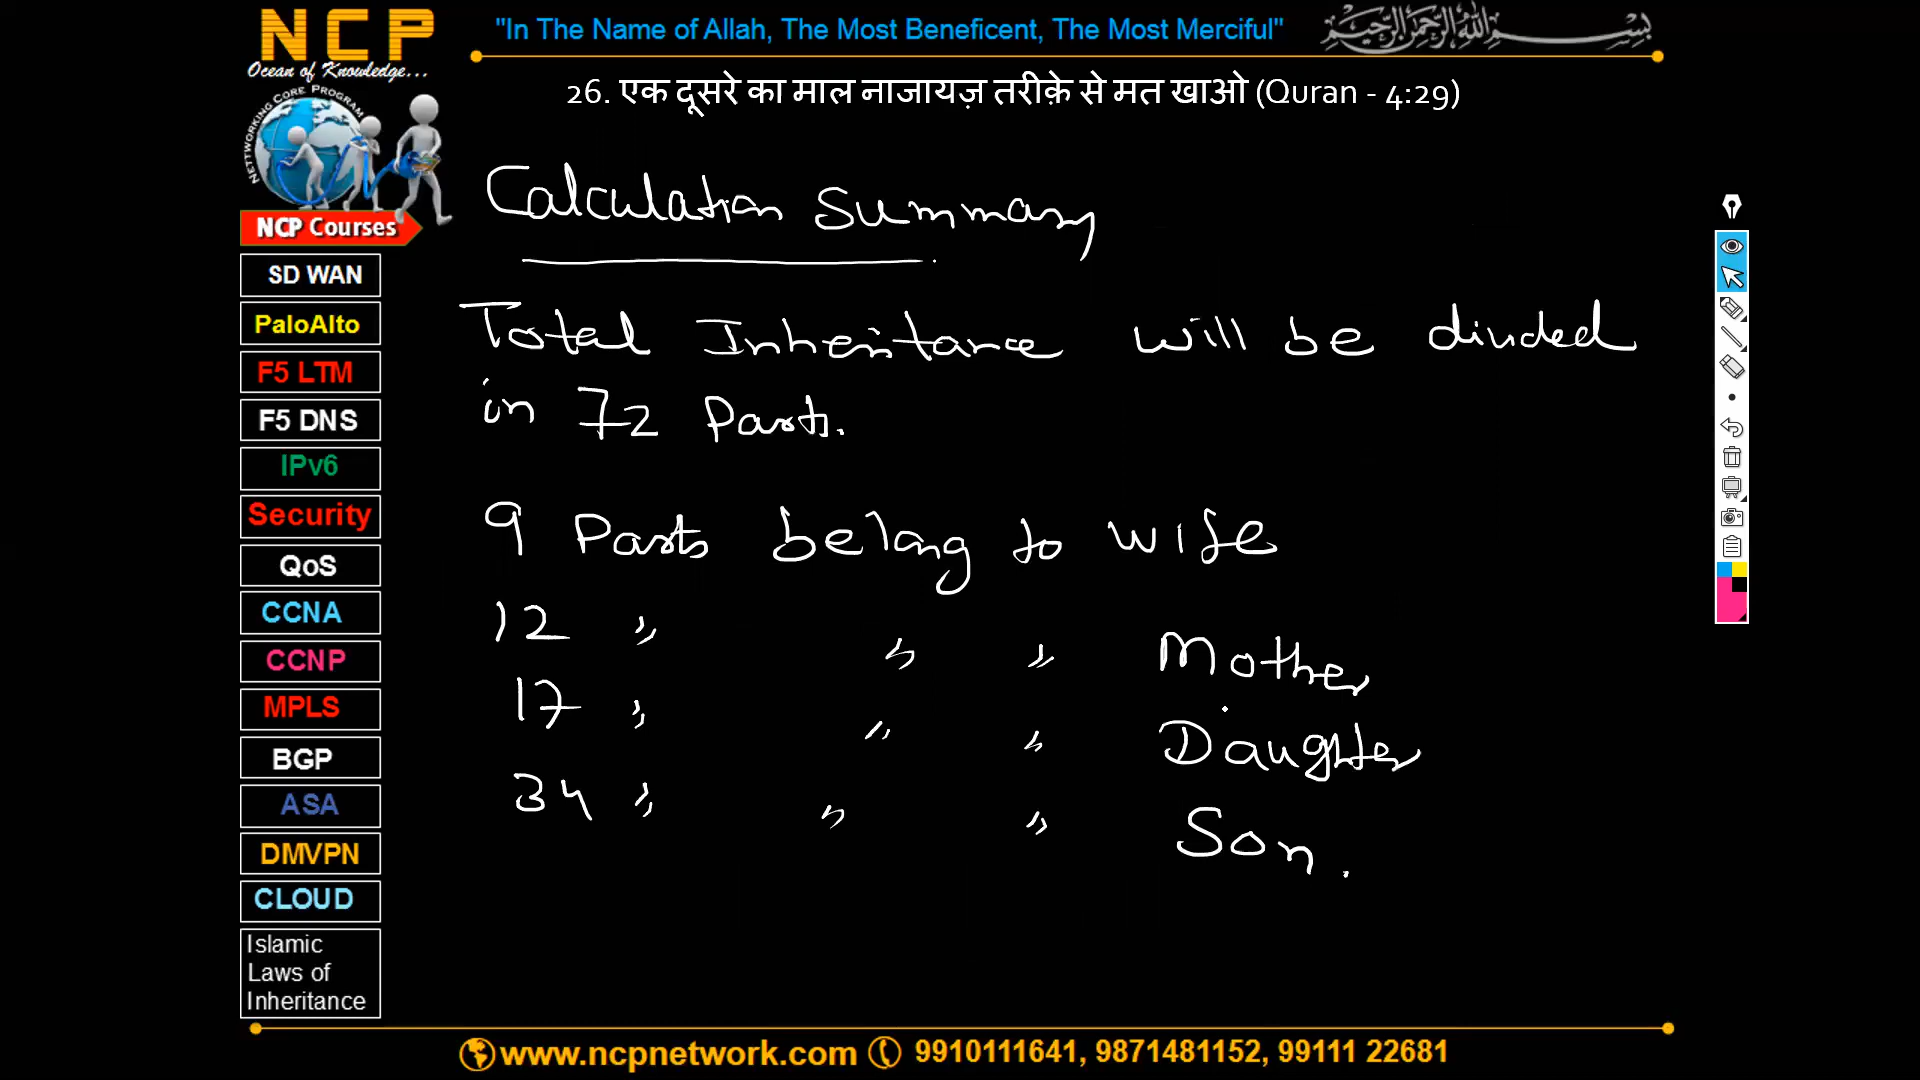 NCP
Ocean of Knowledge...
"In The Name of Allah, The Most Beneficent, The Most Merciful"
بسم الله الرحمن الرحيم
26. एक दूसरे का माल नाजायज़ तरीक़े से मत खाओ (Quran - 4:29)
NETTWORKING CORE PROGRAM
NCP Courses
SD WAN
PaloAlto
F5 LTM
F5 DNS
IPv6
Security
QoS
CCNA
CCNP
MPLS
BGP
ASA
DMVPN
CLOUD
Islamic
Laws of
Inheritance
Calculation Summary
Total Inheritance will be divided
in 72 Parts.
9 Parts belong to wife
12 " " " Mother
17 " " " Daughter
34 " " " Son.
www.ncpnetwork.com 9910111641, 9871481152, 99111 22681